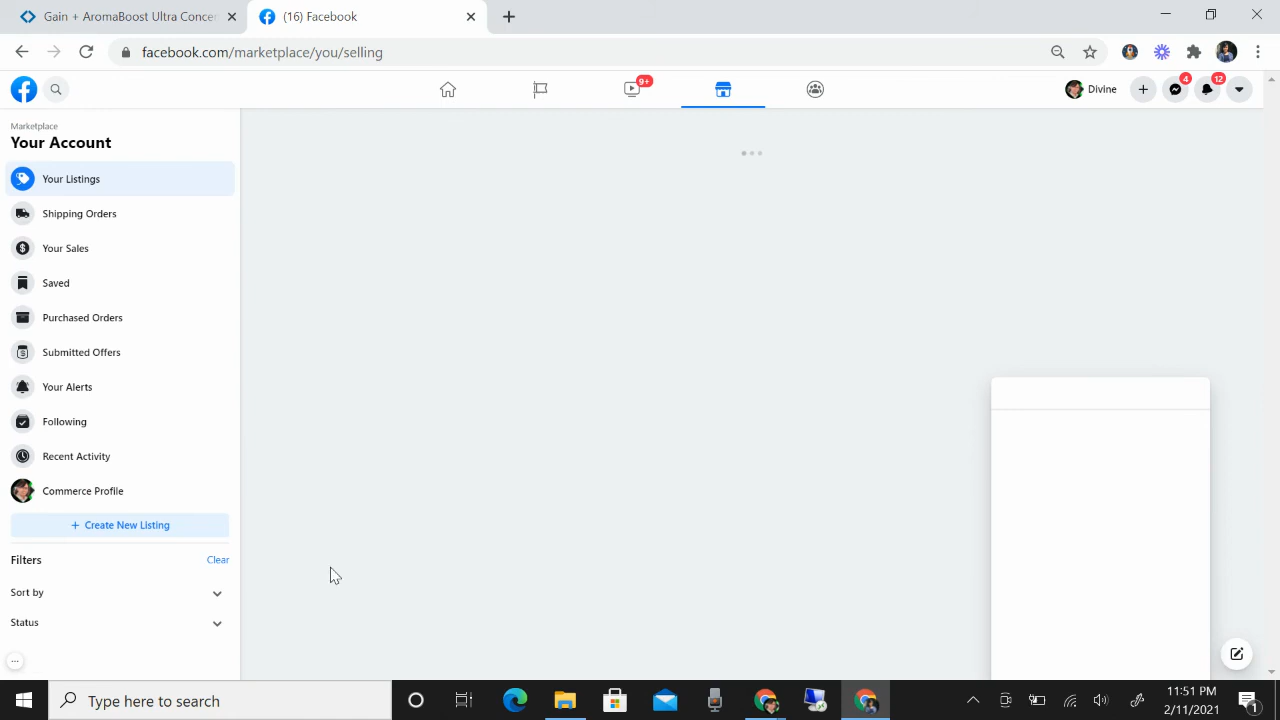 Gain + AromaBoost Ultra Concer
(16) Facebook
facebook.com/marketplace/you/selling
9+
Divine
4
12
Marketplace
Your Account
Your Listings
Shipping Orders
Your Sales
Saved
Purchased Orders
Submitted Offers
Your Alerts
Following
Recent Activity
Commerce Profile
+ Create New Listing
Filters
Clear
Sort by
Status
Type here to search
11:51 PM
2/11/2021
1